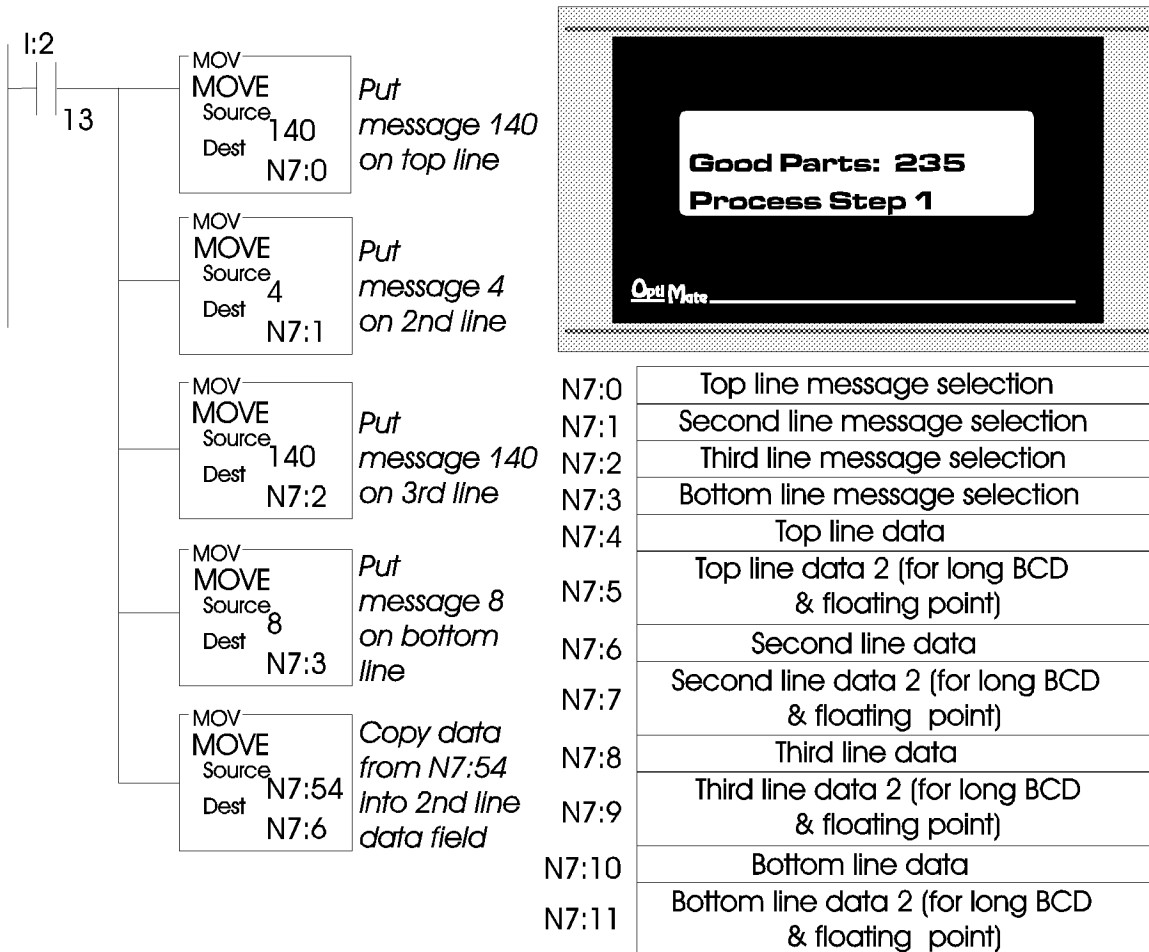 I:2
13
MOV
MOVE
Source
140
Dest
N7:0
Put
message 140
on top line
MOV
MOVE
Source
4
Dest
N7:1
Put
message 4
on 2nd line
MOV
MOVE
Source
140
Dest
N7:2
Put
message 140
on 3rd line
MOV
MOVE
Source
8
Dest
N7:3
Put
message 8
on bottom
line
MOV
MOVE
Source
N7:54
Dest
N7:6
Copy data
from N7:54
into 2nd line
data field
Good Parts: 235
Process Step 1
Opti Mate
N7:0 Top line message selection
N7:1 Second line message selection
N7:2 Third line message selection
N7:3 Bottom line message selection
N7:4 Top line data
N7:5 Top line data 2 (for long BCD
& floating point)
N7:6 Second line data
N7:7 Second line data 2 (for long BCD
& floating point)
N7:8 Third line data
N7:9 Third line data 2 (for long BCD
& floating point)
N7:10 Bottom line data
N7:11 Bottom line data 2 (for long BCD
& floating point)